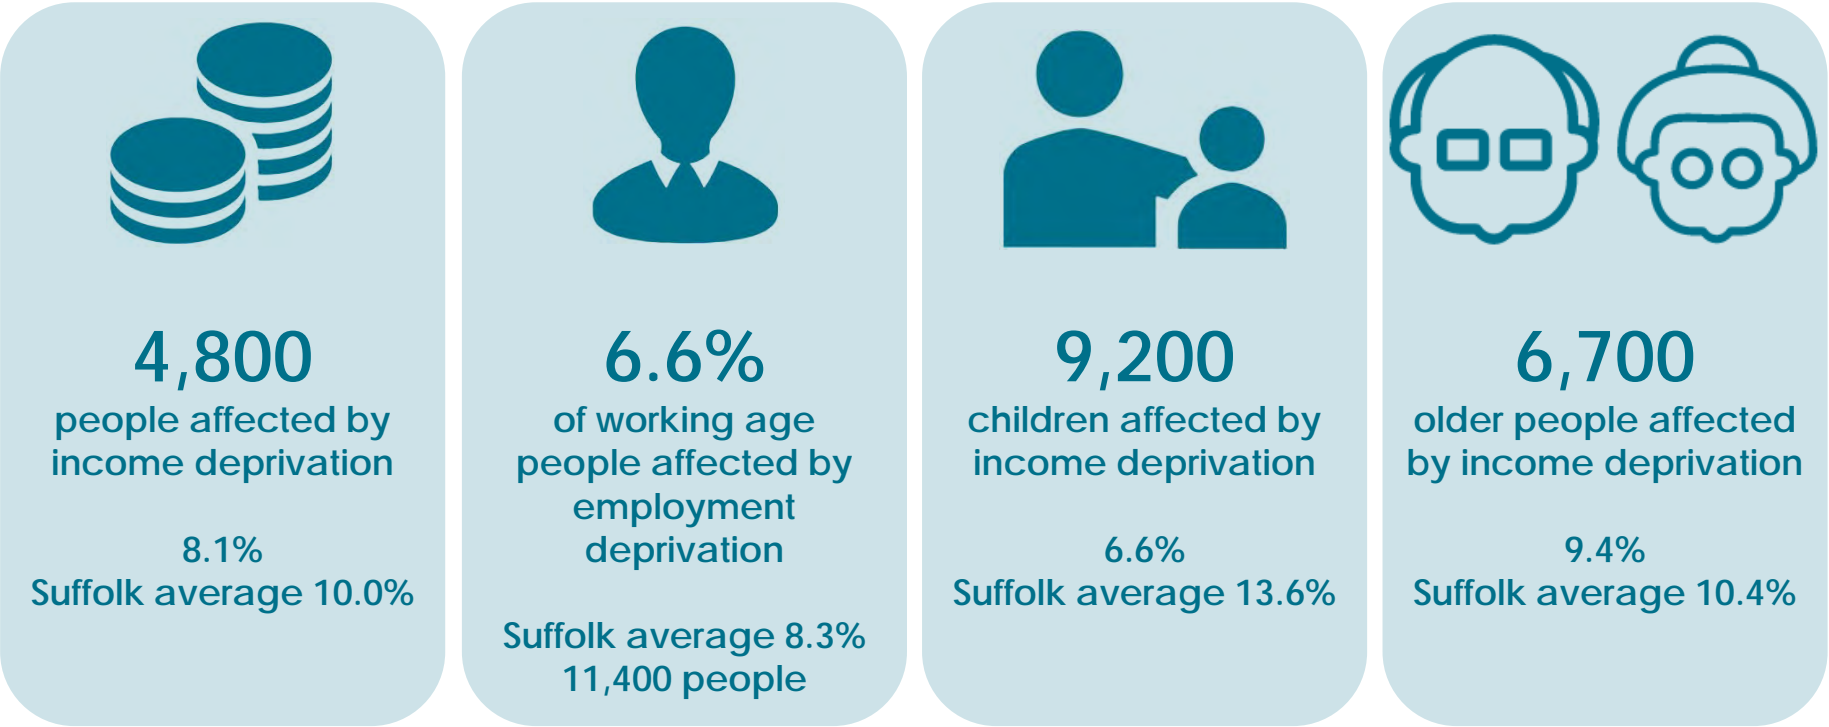 4,800
people affected by
income deprivation
8.1%
Suffolk average 10.0%
6.6%
of working age
people affected by
employment
deprivation
Suffolk average 8.3%
11,400 people
9,200
children affected by
income deprivation
6.6%
Suffolk average 13.6%
6,700
older people affected
by income deprivation
9.4%
Suffolk average 10.4%